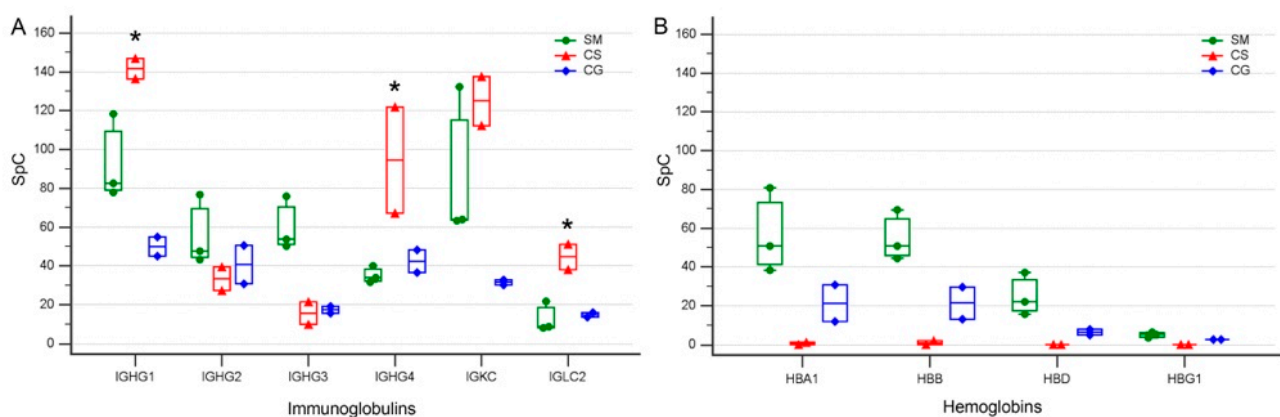 A
SpC
160
140
120
100
80
60
40
20
0
*
*
*
SM
CS
CG
IGHG1 IGHG2 IGHG3 IGHG4 IGKC IGLC2
Immunoglobulins
B
SpC
160
140
120
100
80
60
40
20
0
SM
CS
CG
HBA1 HBB HBD HBG1
Hemoglobins